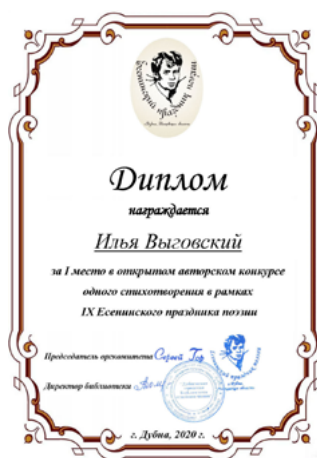 Диплом
награждается
Илья Выговский
за I место в открытом авторском конкурсе
одного стихотворения в рамках
IX Есенинского праздника поэзии
Председатель оргкомитета
Директор библиотеки
г. Дубна, 2020 г.